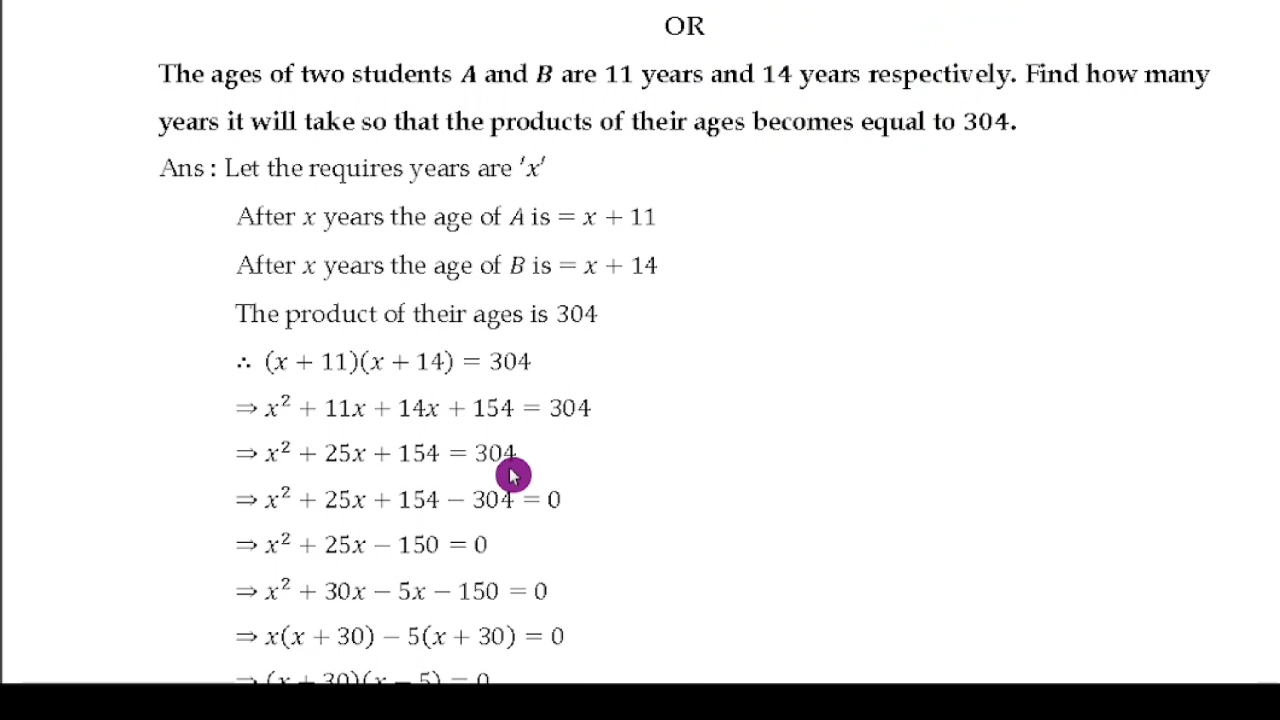 OR
The ages of two students A and B are 11 years and 14 years respectively. Find how many
years it will take so that the products of their ages becomes equal to 304.
Ans : Let the requires years are 'x'
After x years the age of A is = x + 11
After x years the age of B is = x + 14
The product of their ages is 304
∴ (x + 11)(x + 14) = 304
⇒ x² + 11x + 14x + 154 = 304
⇒ x² + 25x + 154 = 304
⇒ x² + 25x + 154 − 304 = 0
⇒ x² + 25x − 150 = 0
⇒ x² + 30x − 5x − 150 = 0
⇒ x(x + 30) − 5(x + 30) = 0
⇒ (x + 30)(x − 5) = 0